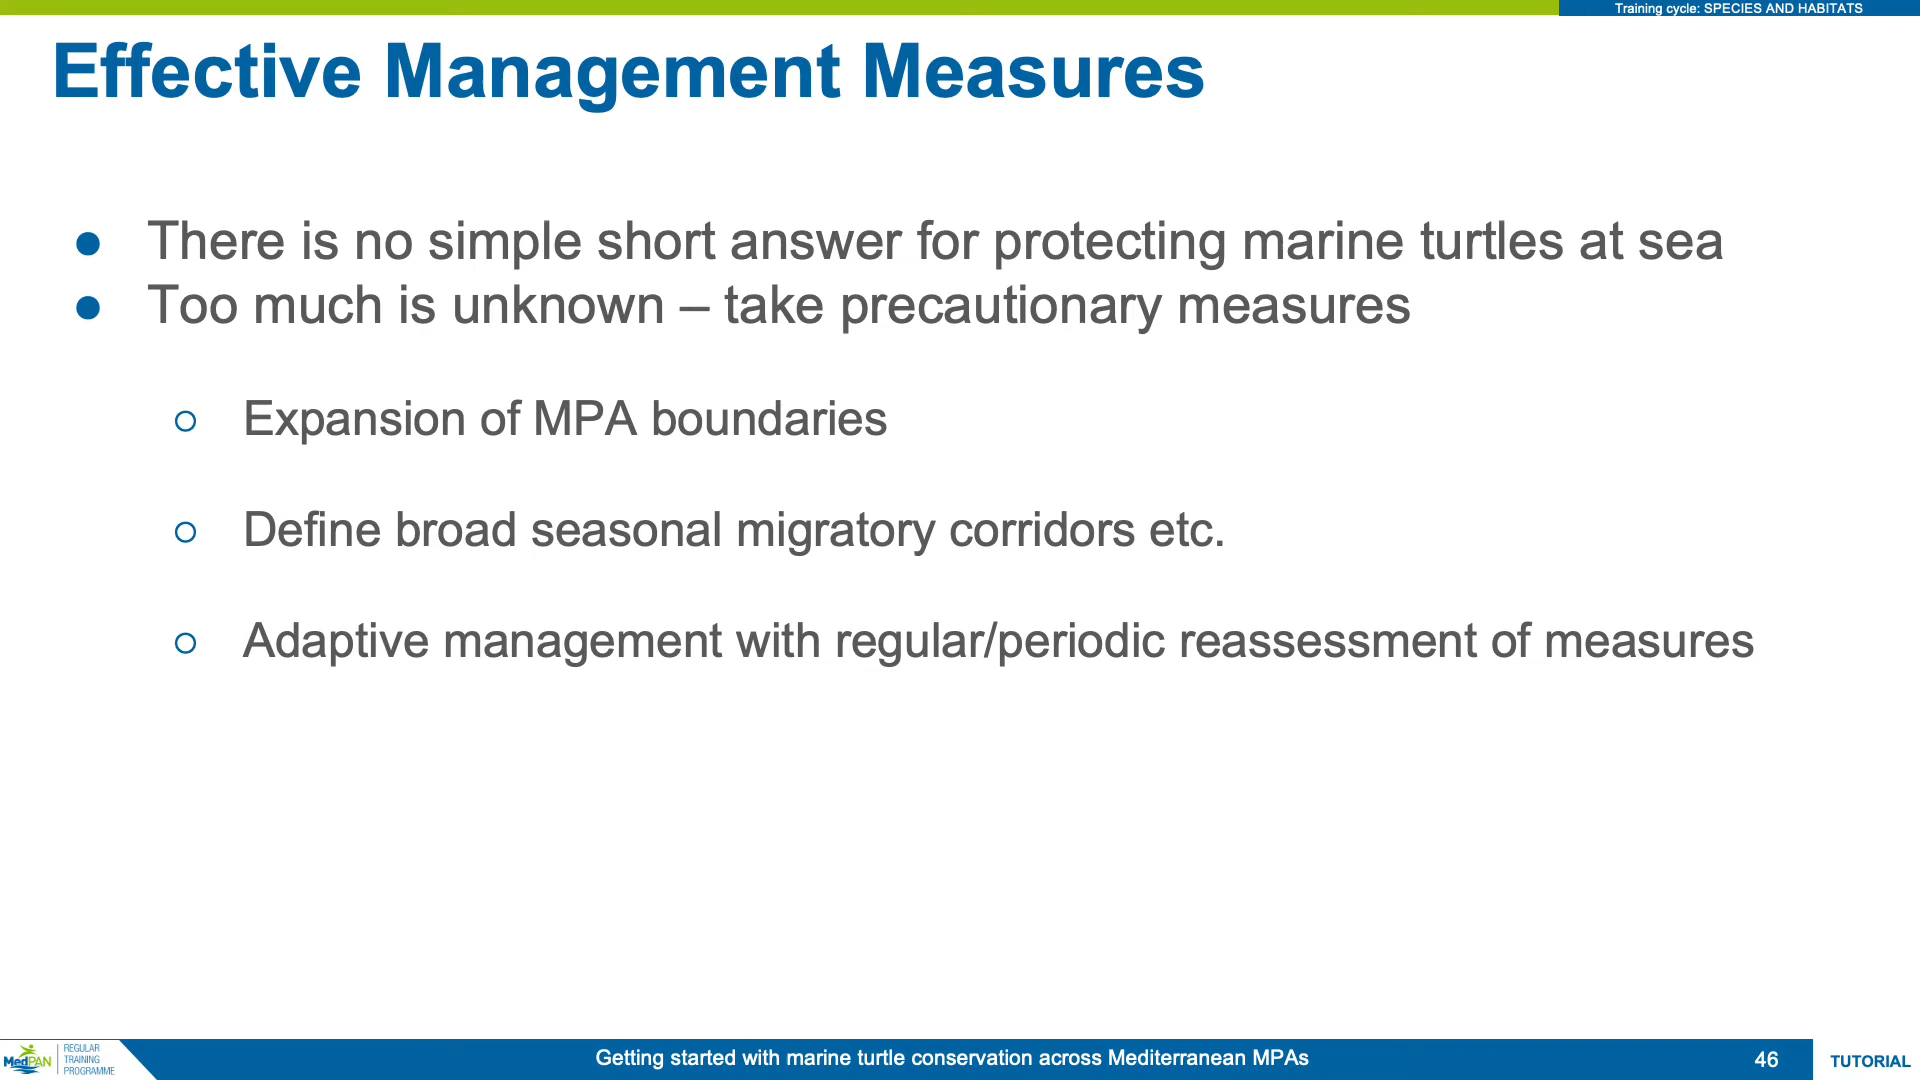 Training cycle: SPECIES AND HABITATS
Effective Management Measures
● There is no simple short answer for protecting marine turtles at sea
● Too much is unknown – take precautionary measures
○ Expansion of MPA boundaries
○ Define broad seasonal migratory corridors etc.
○ Adaptive management with regular/periodic reassessment of measures
MedPAN
REGULAR
TRAINING
PROGRAMME
Getting started with marine turtle conservation across Mediterranean MPAs
46
TUTORIAL